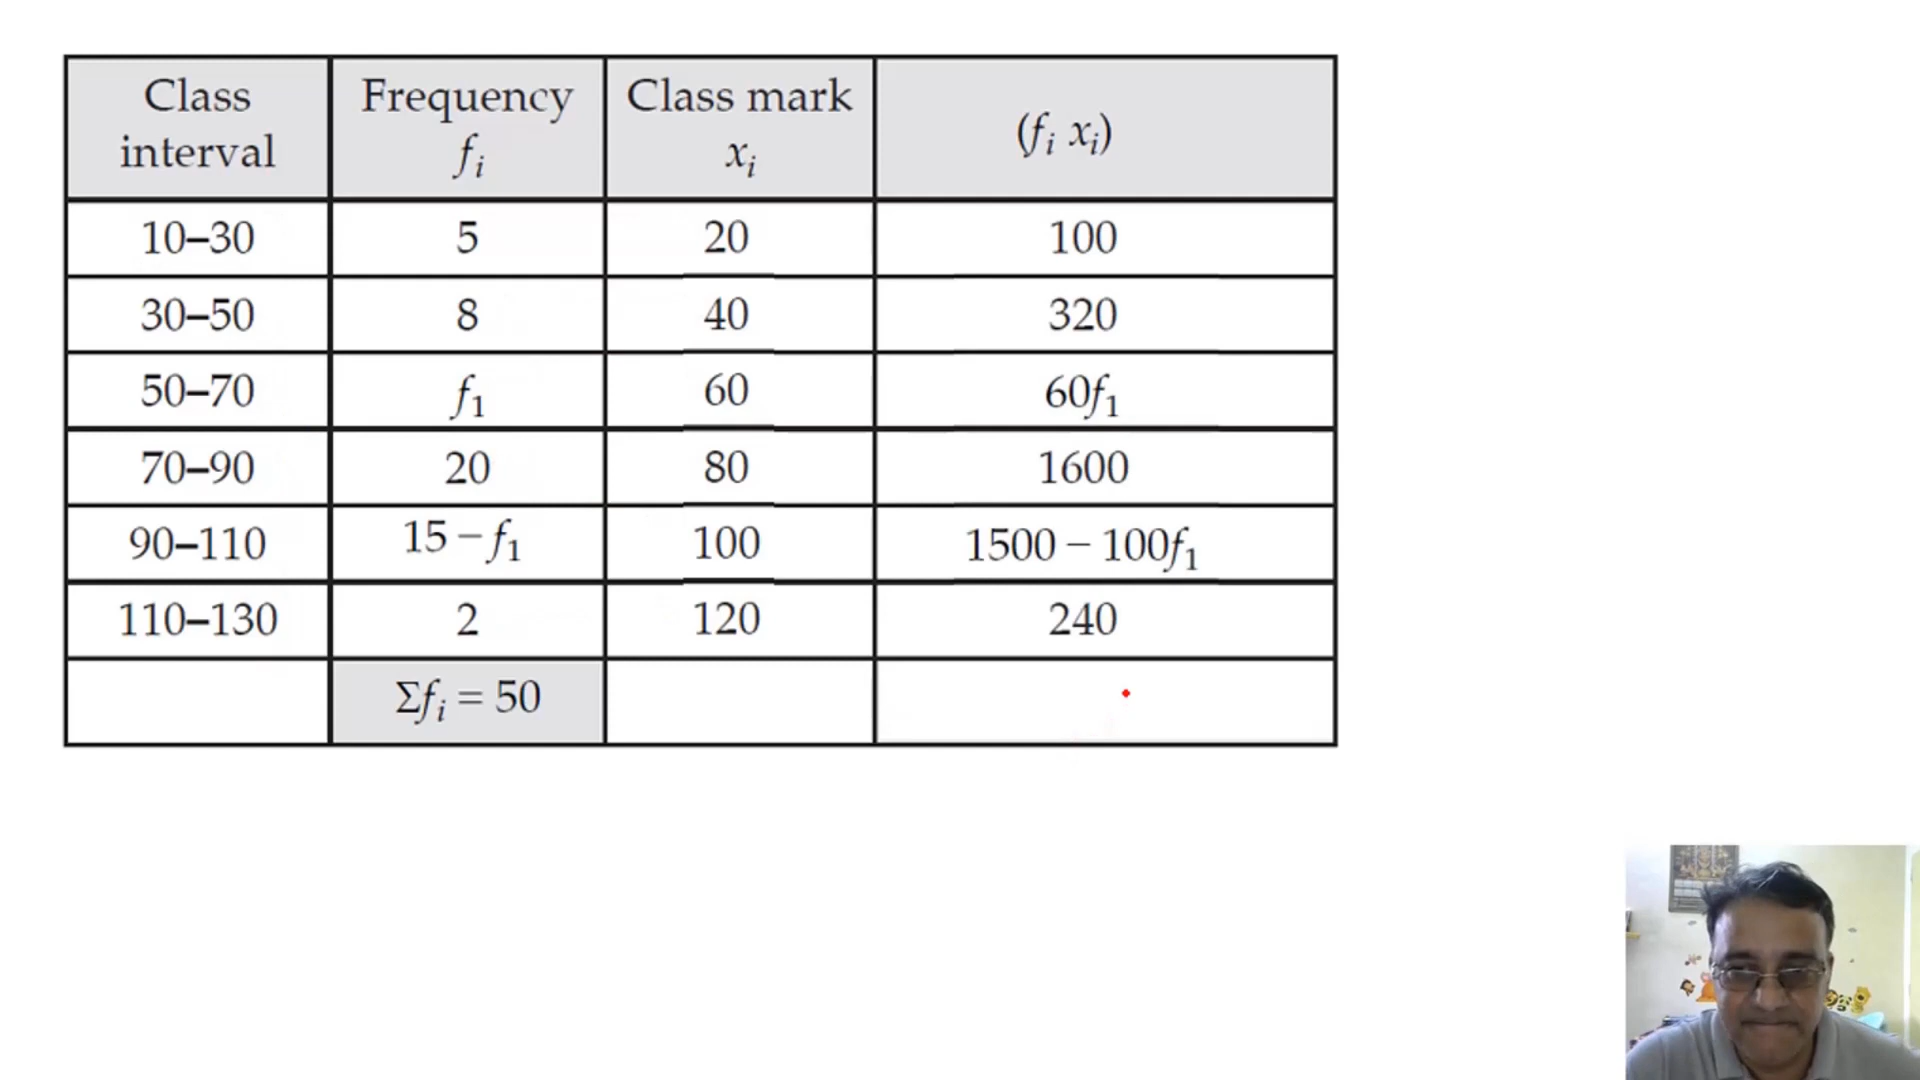 Class interval Frequency fᵢ Class mark xᵢ (fᵢ xᵢ)
10–30 5 20 100
30–50 8 40 320
50–70 f₁ 60 60f₁
70–90 20 80 1600
90–110 15 – f₁ 100 1500 – 100f₁
110–130 2 120 240
Σfᵢ = 50